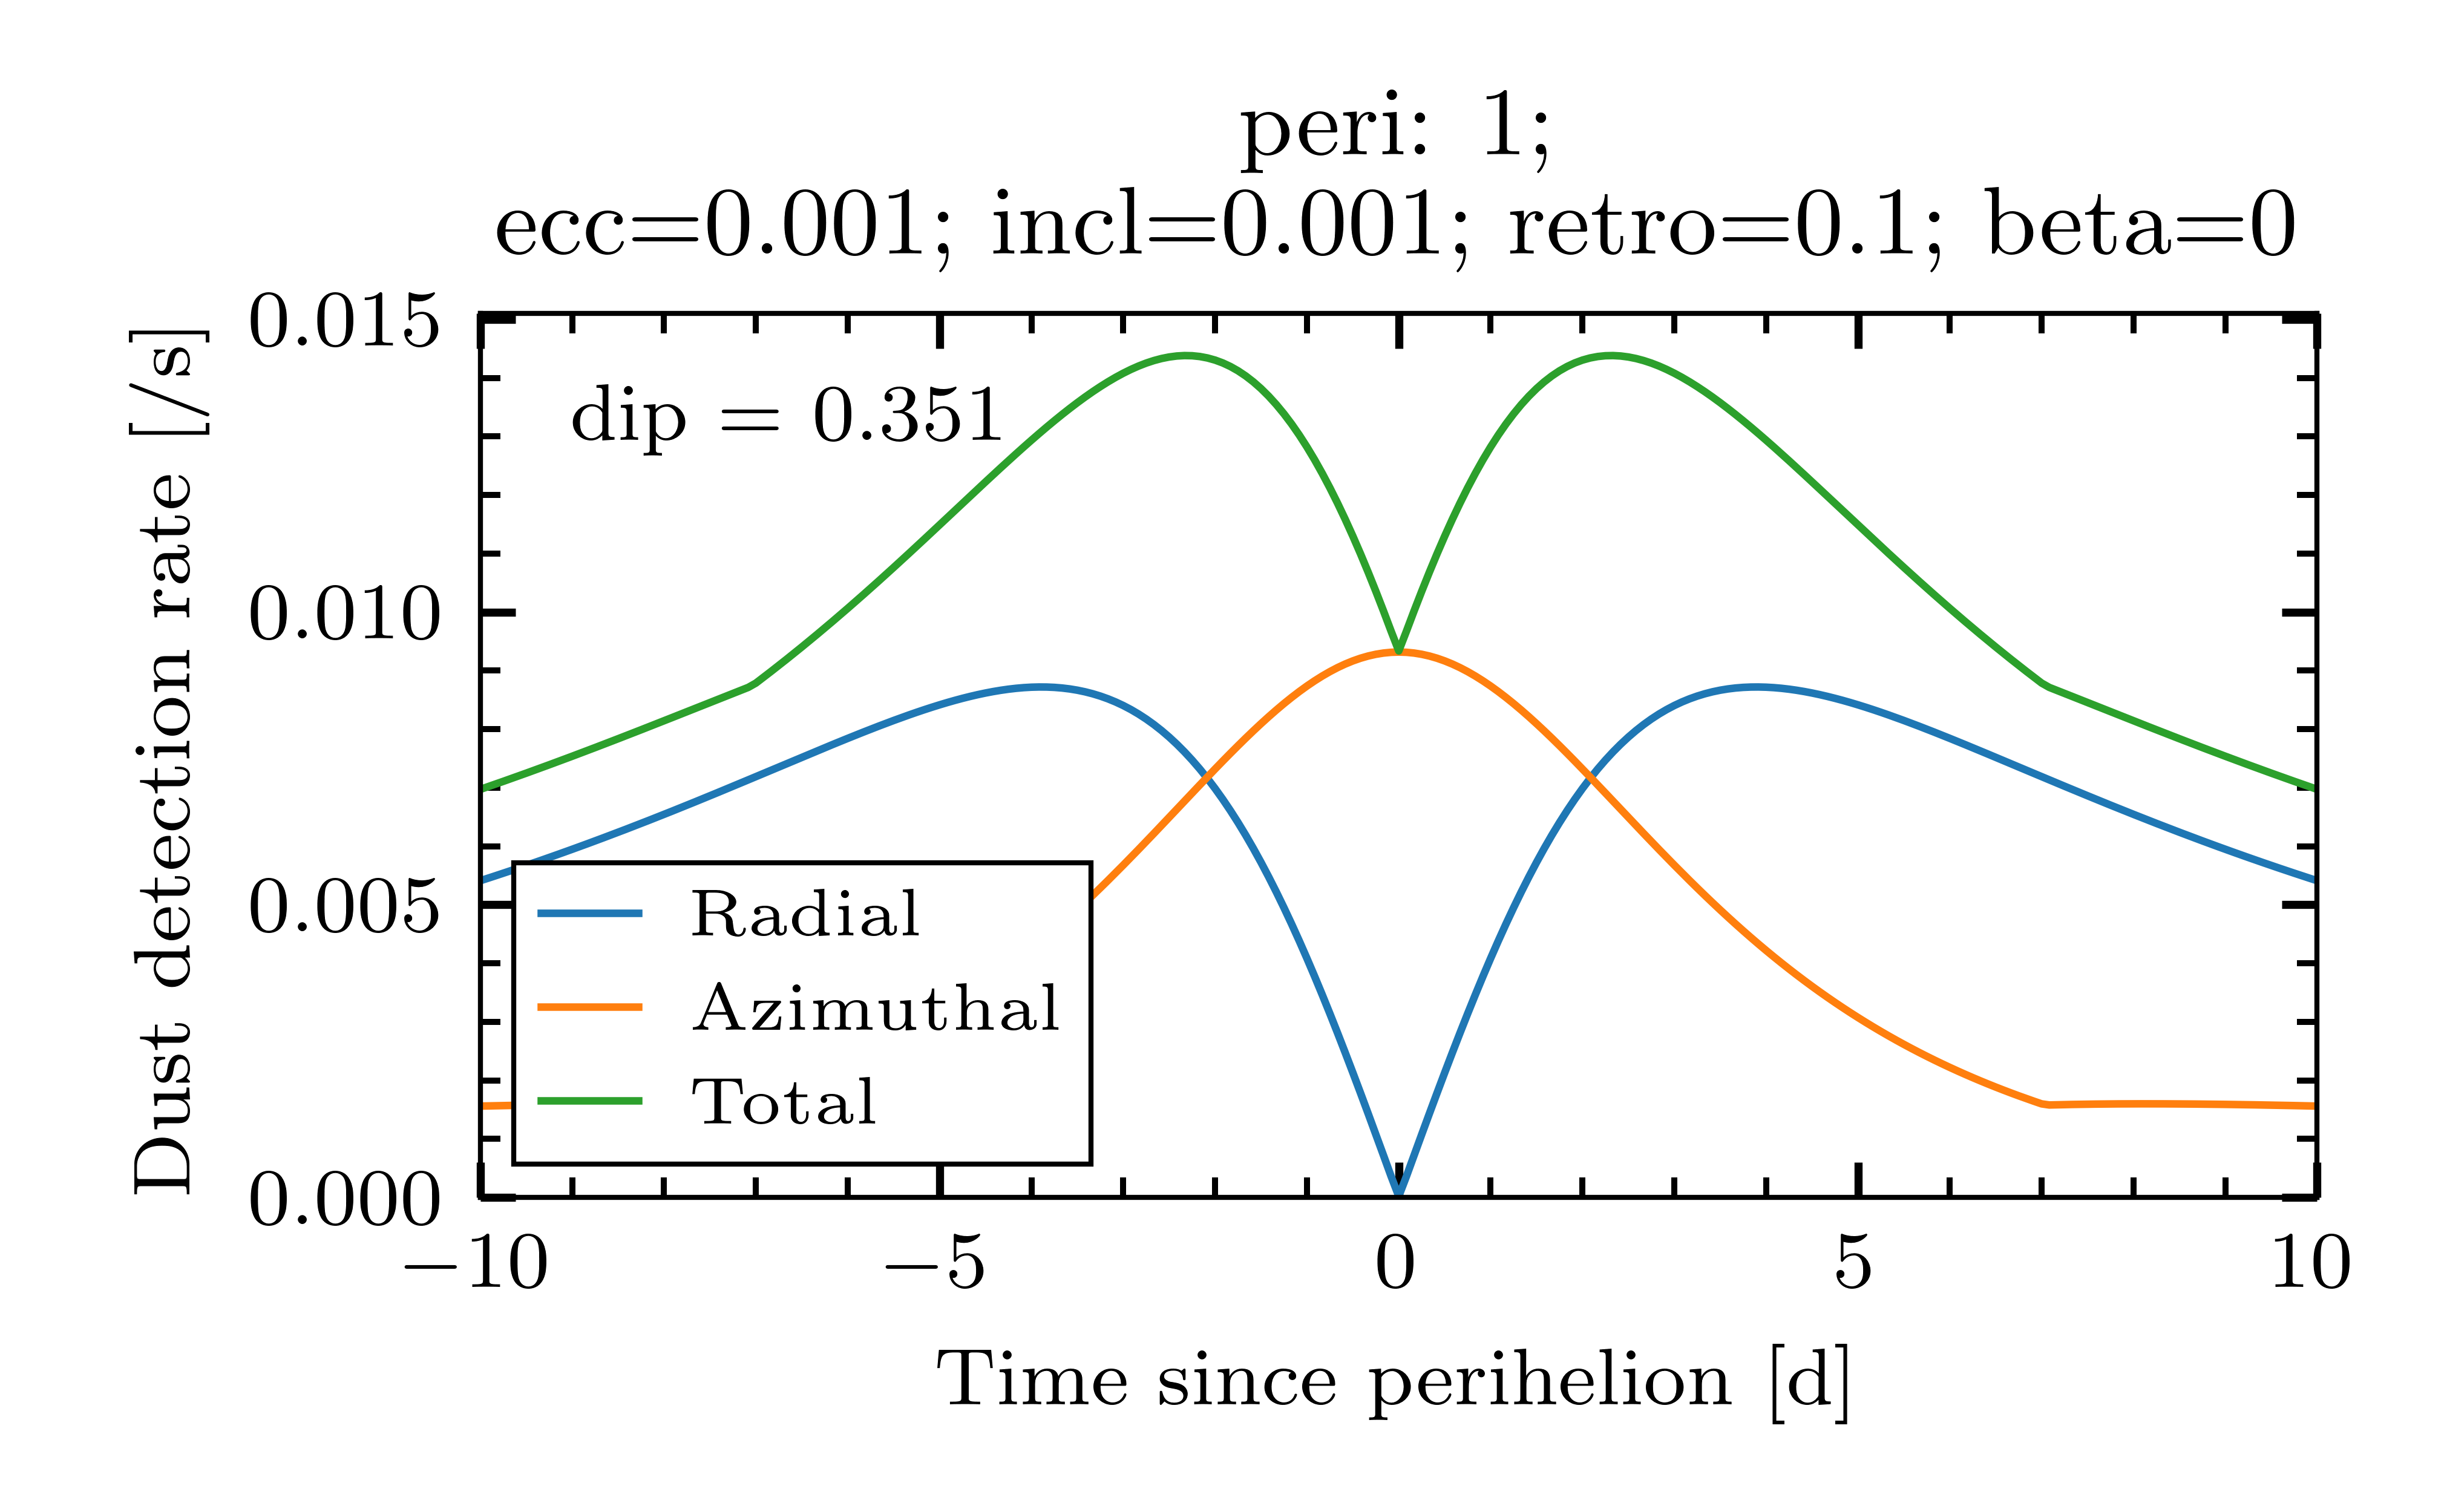 peri: 1;
ecc=0.001; incl=0.001; retro=0.1; beta=0
Dust detection rate [/s]
0.015
0.010
0.005
0.000
dip = 0.351
Radial
Azimuthal
Total
−10
−5
0
5
10
Time since perihelion [d]